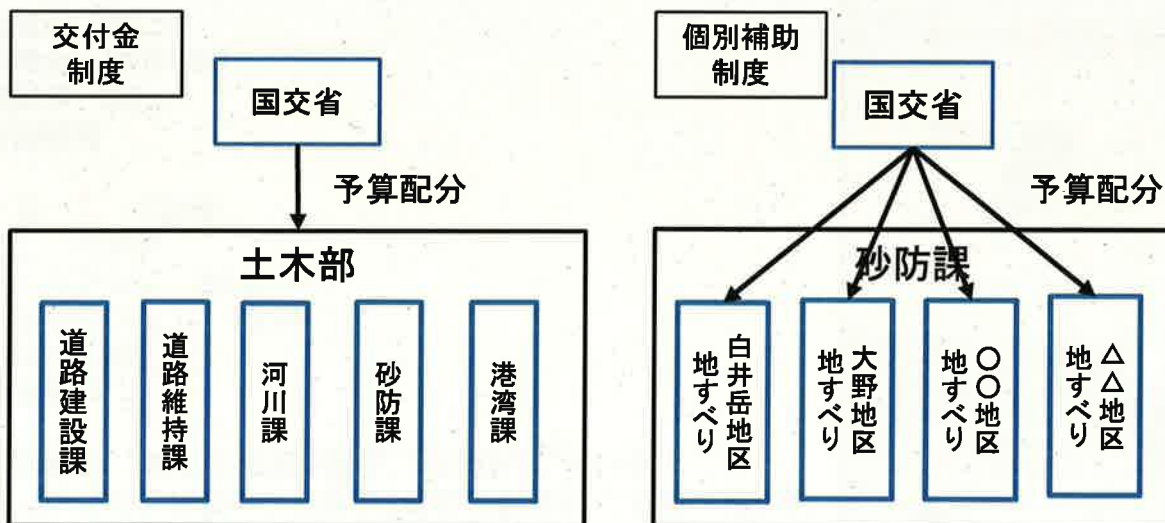 交付金
制度
国交省
予算配分
土木部
道路建設課
道路維持課
河川課
砂防課
港湾課
個別補助
制度
国交省
予算配分
砂防課
白井岳地区
地すべり
大野地区
地すべり
〇〇地区
地すべり
△△地区
地すべり